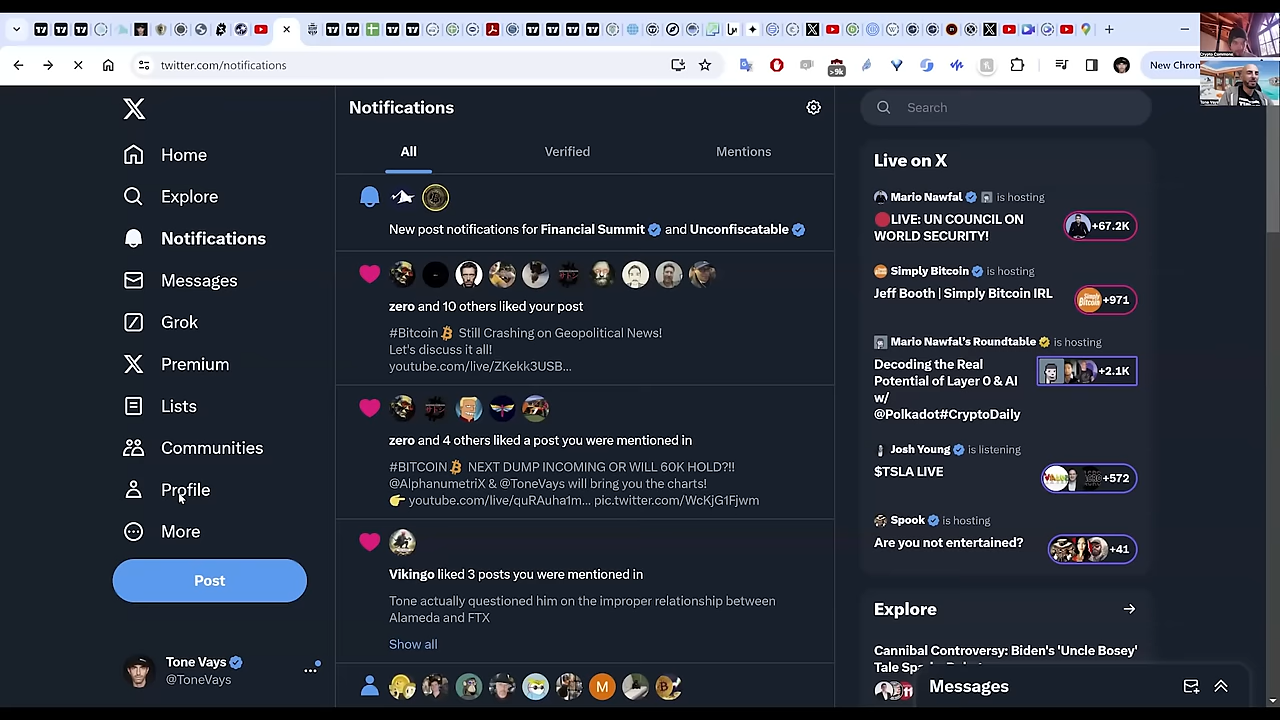 >9k
twitter.com/notifications
New Chrom
Crypto Commons
Tone Vays
Home
Explore
Notifications
Messages
Grok
Premium
Lists
Communities
Profile
More
Post
Tone Vays
@ToneVays
Notifications
All
Verified
Mentions
New post notifications for Financial Summit and Unconfiscatable
zero and 10 others liked your post
#Bitcoin Still Crashing on Geopolitical News!
Let's discuss it all!
youtube.com/live/ZKekk3USB...
zero and 4 others liked a post you were mentioned in
#BITCOIN NEXT DUMP INCOMING OR WILL 60K HOLD?!!
@AlphanumetriX & @ToneVays will bring you the charts!
👉 youtube.com/live/quRAuha1m... pic.twitter.com/WcKjG1Fjwm
Vikingo liked 3 posts you were mentioned in
Tone actually questioned him on the improper relationship between
Alameda and FTX
Show all
M
Search
Live on X
Mario Nawfal is hosting
🔴LIVE: UN COUNCIL ON
WORLD SECURITY!
+67.2K
Simply Bitcoin is hosting
Jeff Booth | Simply Bitcoin IRL
+971
Mario Nawfal's Roundtable is hosting
Decoding the Real
Potential of Layer 0 & AI
w/
@Polkadot#CryptoDaily
+2.1K
Josh Young is listening
$TSLA LIVE
+572
Spook is hosting
Are you not entertained?
+41
Explore
Cannibal Controversy: Biden's 'Uncle Bosey'
Messages